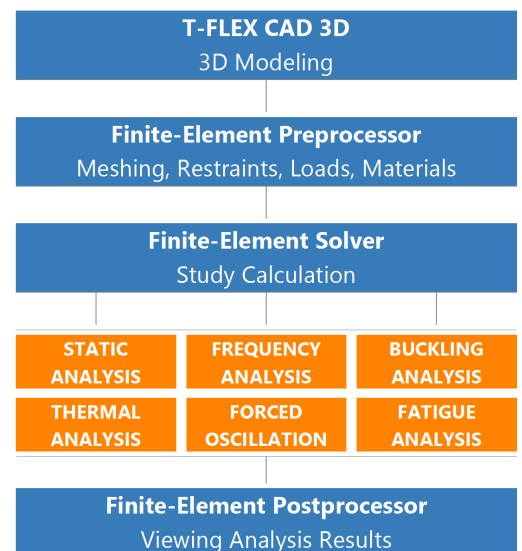 T-FLEX CAD 3D
3D Modeling
Finite-Element Preprocessor
Meshing, Restraints, Loads, Materials
Finite-Element Solver
Study Calculation
STATIC
ANALYSIS
FREQUENCY
ANALYSIS
BUCKLING
ANALYSIS
THERMAL
ANALYSIS
FORCED
OSCILLATION
FATIGUE
ANALYSIS
Finite-Element Postprocessor
Viewing Analysis Results